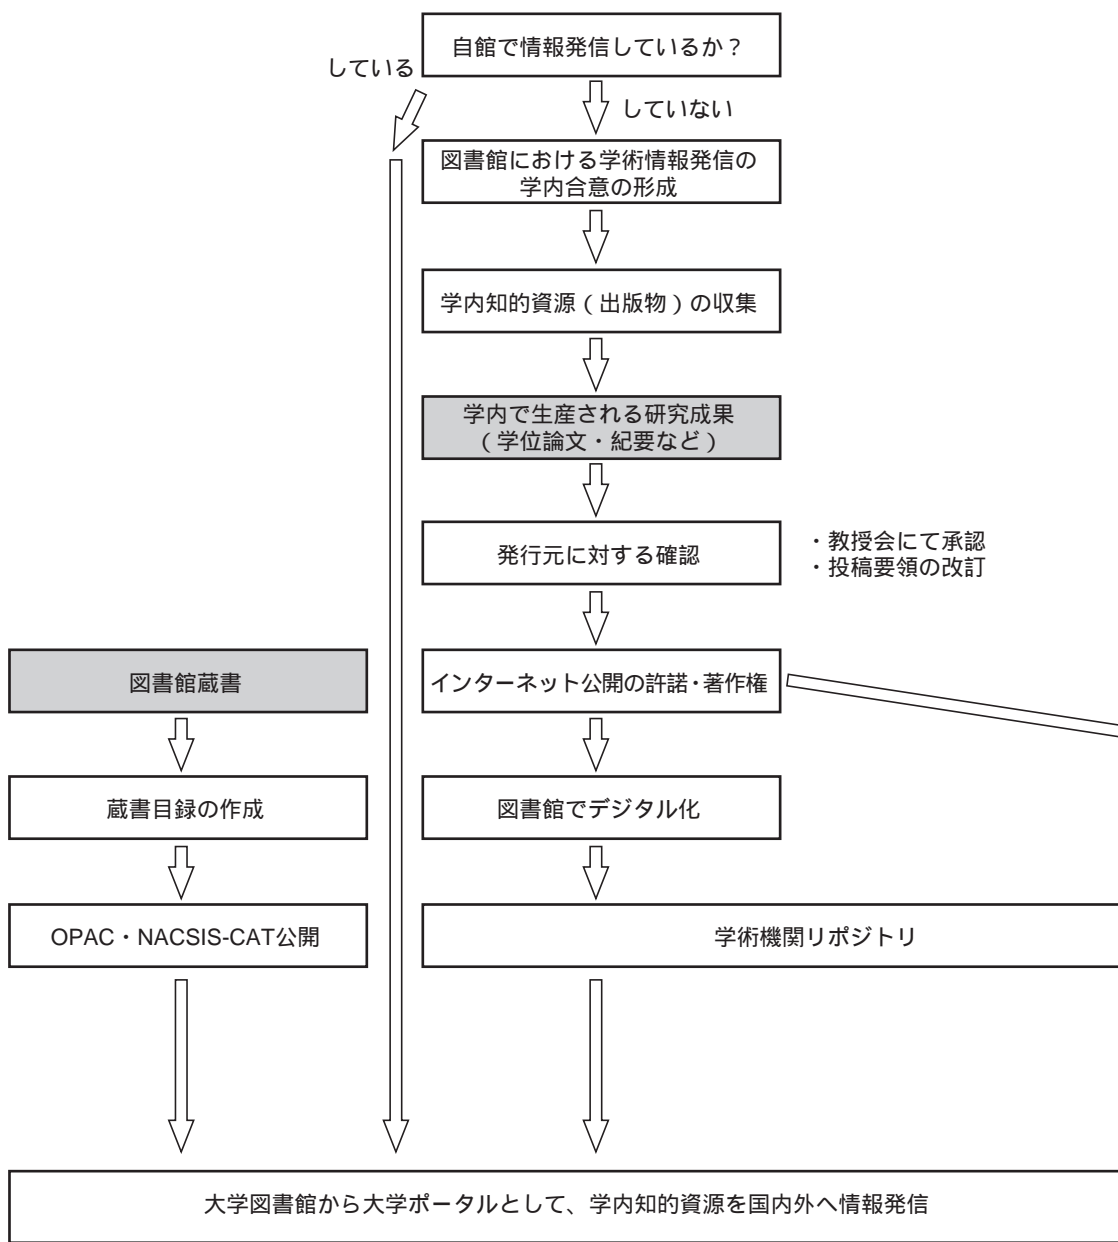 自館で情報発信しているか？
している
していない
図書館における学術情報発信の
学内合意の形成
学内知的資源（出版物）の収集
学内で生産される研究成果
（学位論文・紀要など）
発行元に対する確認
・教授会にて承認
・投稿要領の改訂
図書館蔵書
インターネット公開の許諾・著作権
蔵書目録の作成
図書館でデジタル化
OPAC・NACSIS-CAT公開
学術機関リポジトリ
大学図書館から大学ポータルとして、学内知的資源を国内外へ情報発信